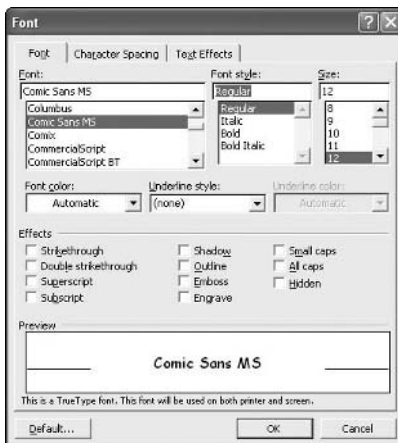 Font
Font Character Spacing Text Effects
Font: Font style: Size:
Comic Sans MS Regular 12
Columbus Regular 8
Comic Sans MS Italic 9
Comix Bold 10
CommercialScript Bold Italic 11
CommercialScript BT 12
Font color: Underline style: Underline color:
Automatic (none) Automatic
Effects
Strikethrough Shadow Small caps
Double strikethrough Outline All caps
Superscript Emboss Hidden
Subscript Engrave
Preview
Comic Sans MS
This is a TrueType font. This font will be used on both printer and screen.
Default... OK Cancel